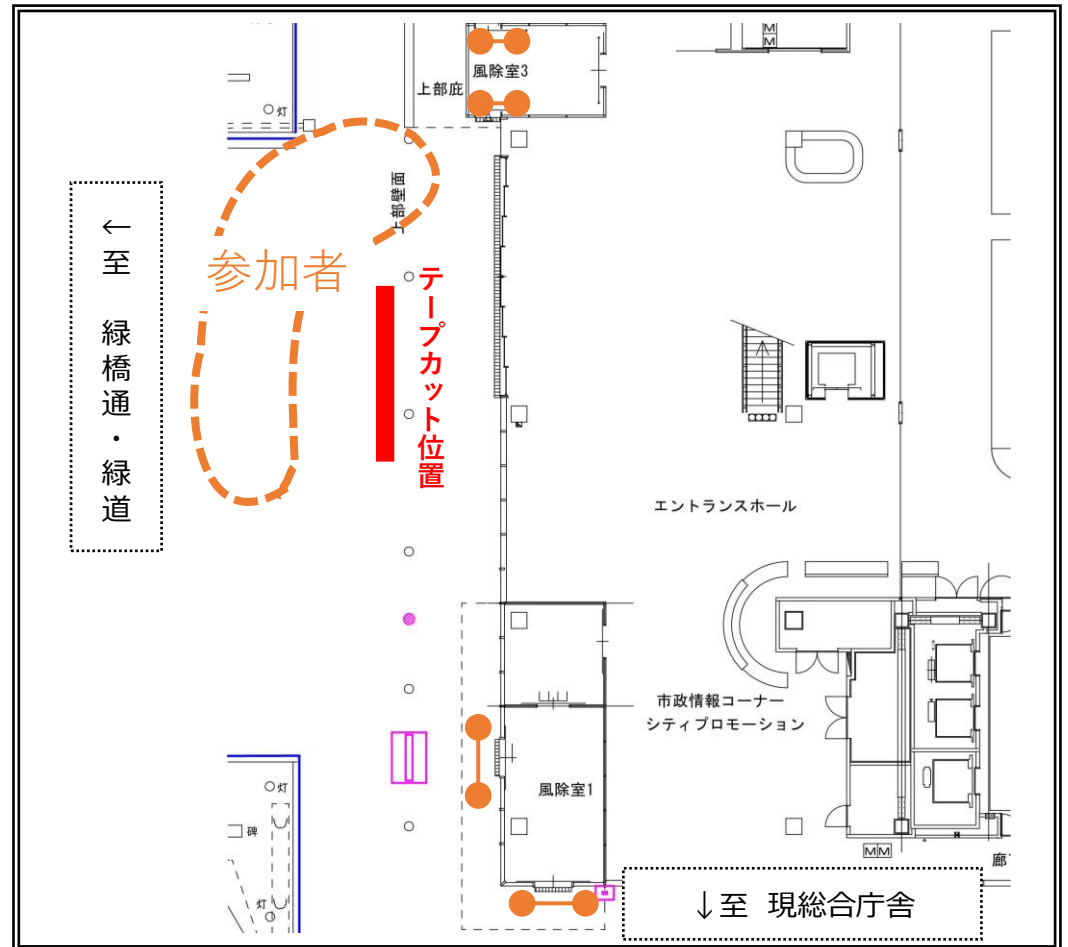 M
M
風除室3
上部庇
灯
上部壁面
←至 緑橋通・緑道
参加者
テープカット位置
エントランスホール
市政情報コーナー
シティプロモーション
風除室1
灯
碑
灯
MM
廊
↓至 現総合庁舎